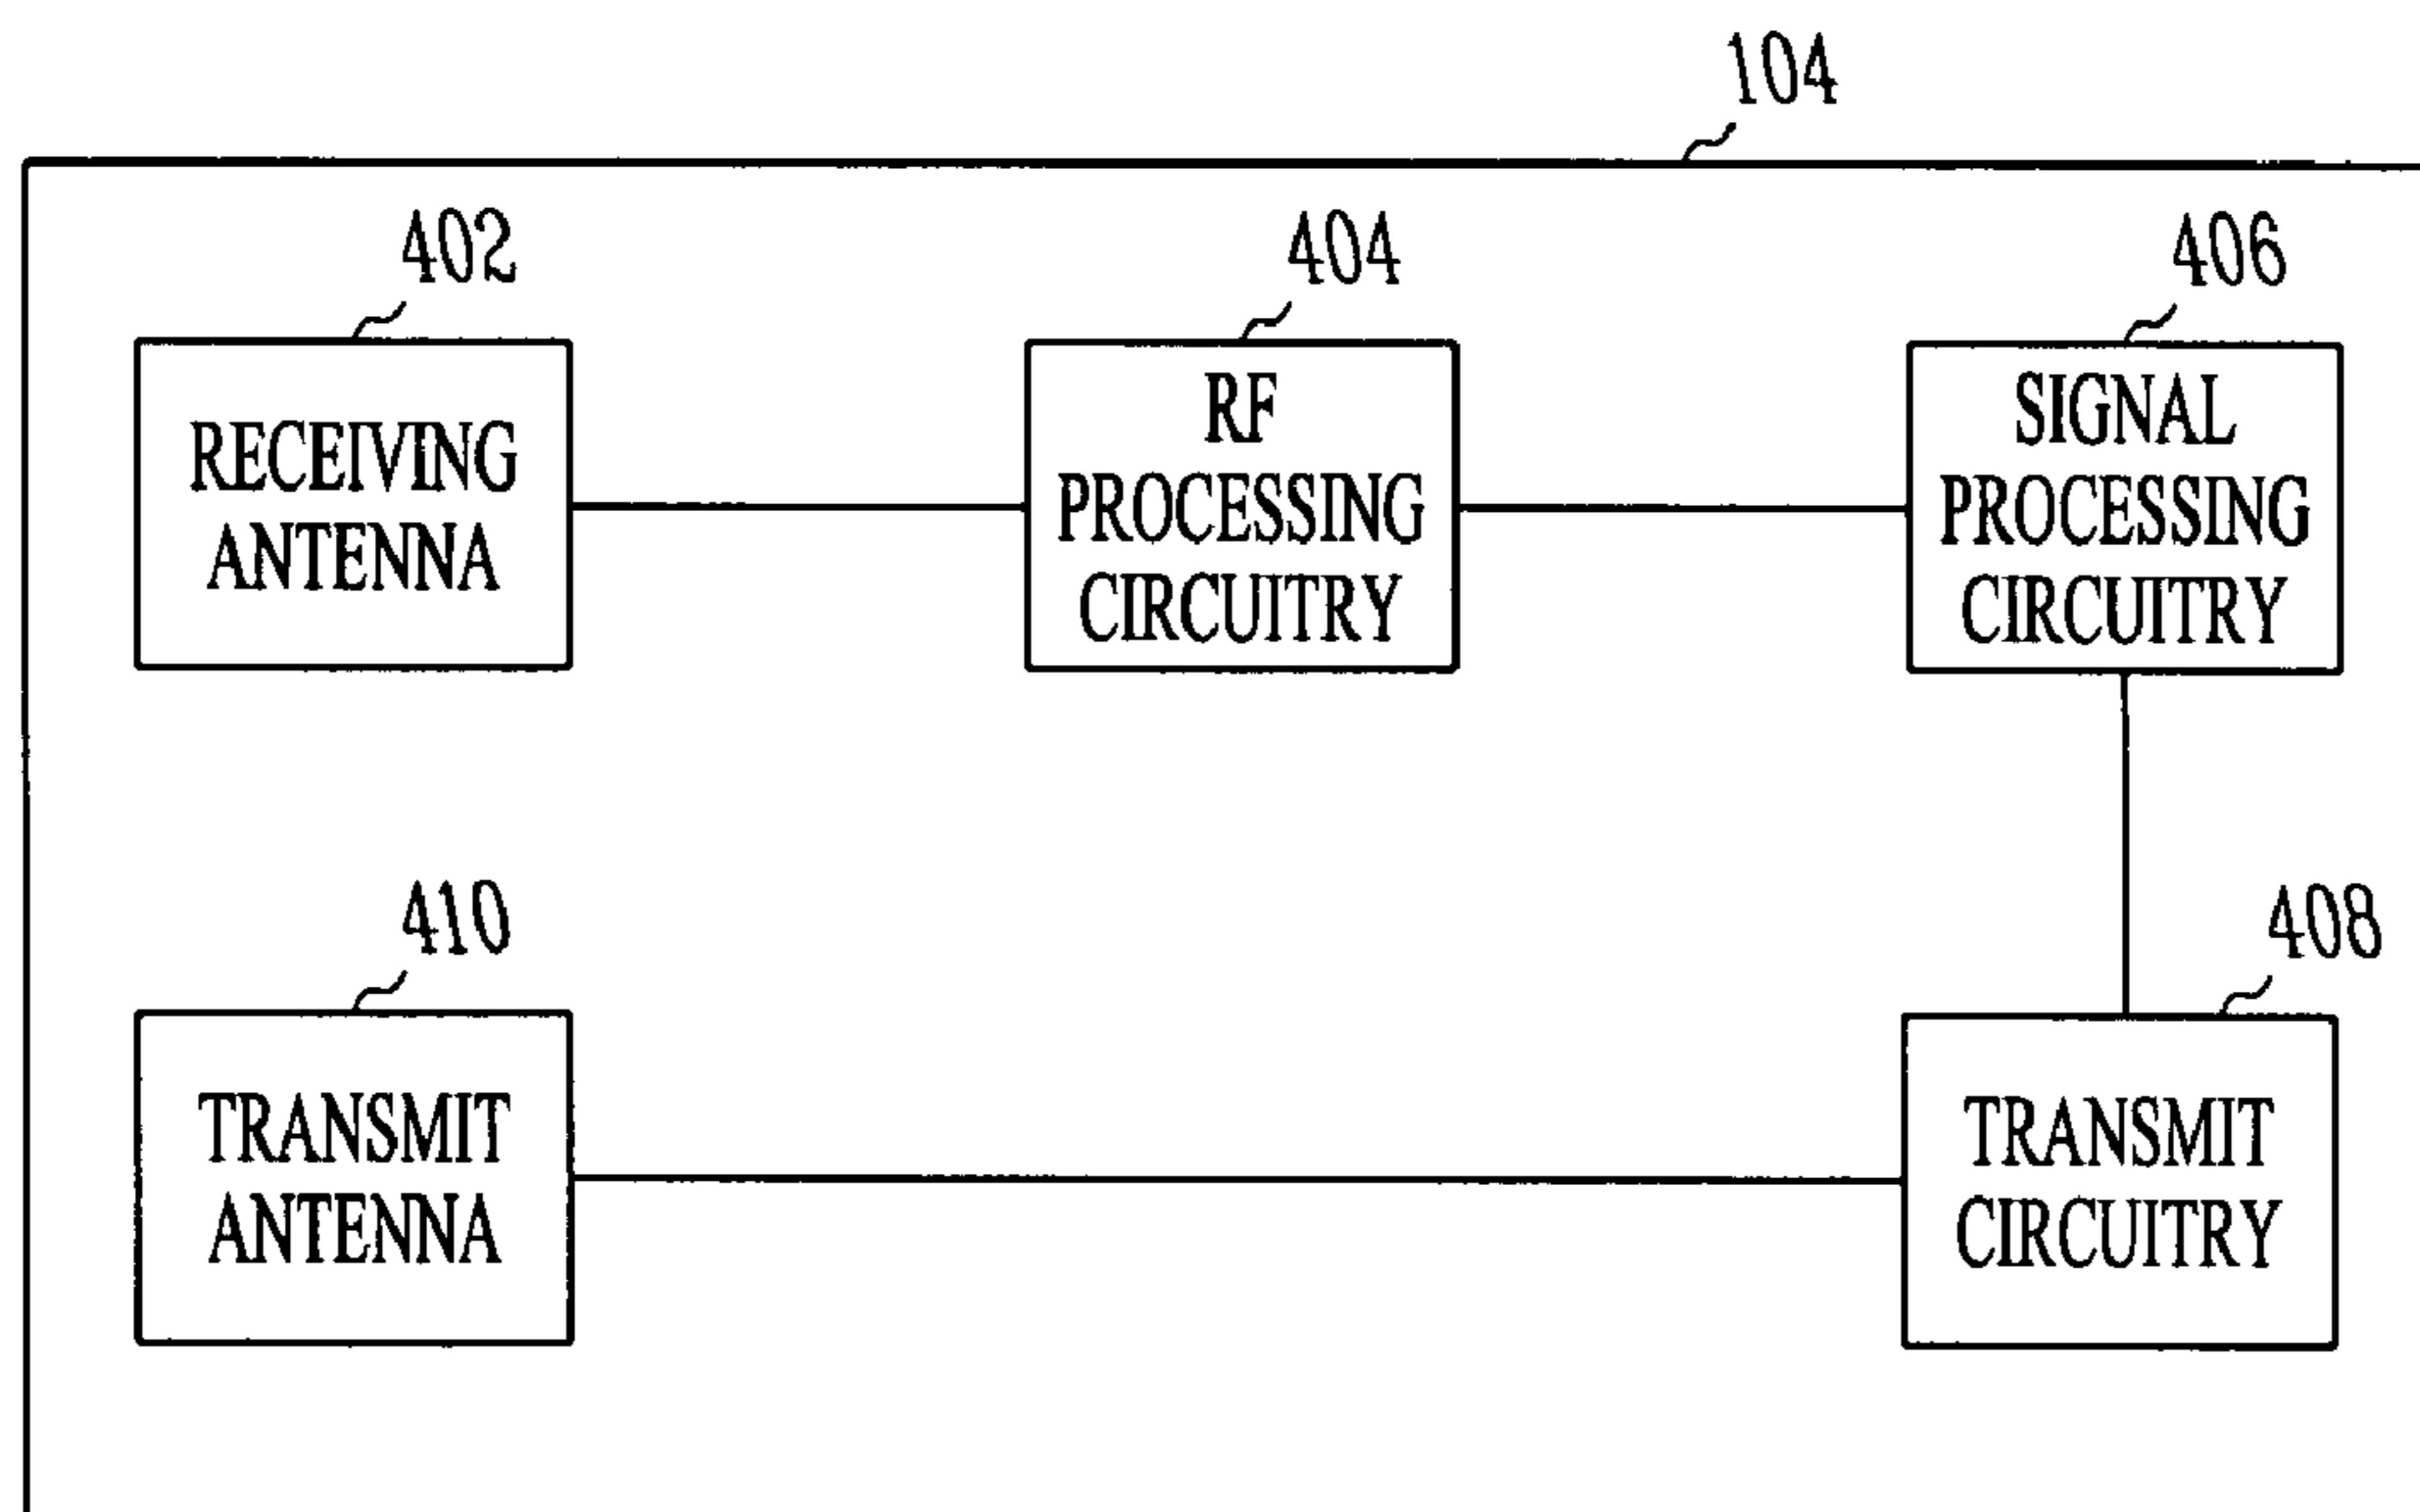 104
402
404
406
RECEIVING
ANTENNA
RF
PROCESSING
CIRCUITRY
SIGNAL
PROCESSING
CIRCUITRY
410
408
TRANSMIT
ANTENNA
TRANSMIT
CIRCUITRY